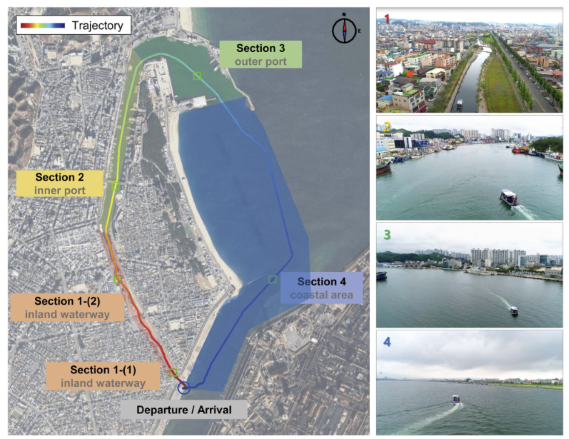 Trajectory
N
E
Section 3
outer port
Section 2
inner port
Section 4
coastal area
Section 1-(2)
inland waterway
Section 1-(1)
inland waterway
Departure / Arrival
1
2
3
4